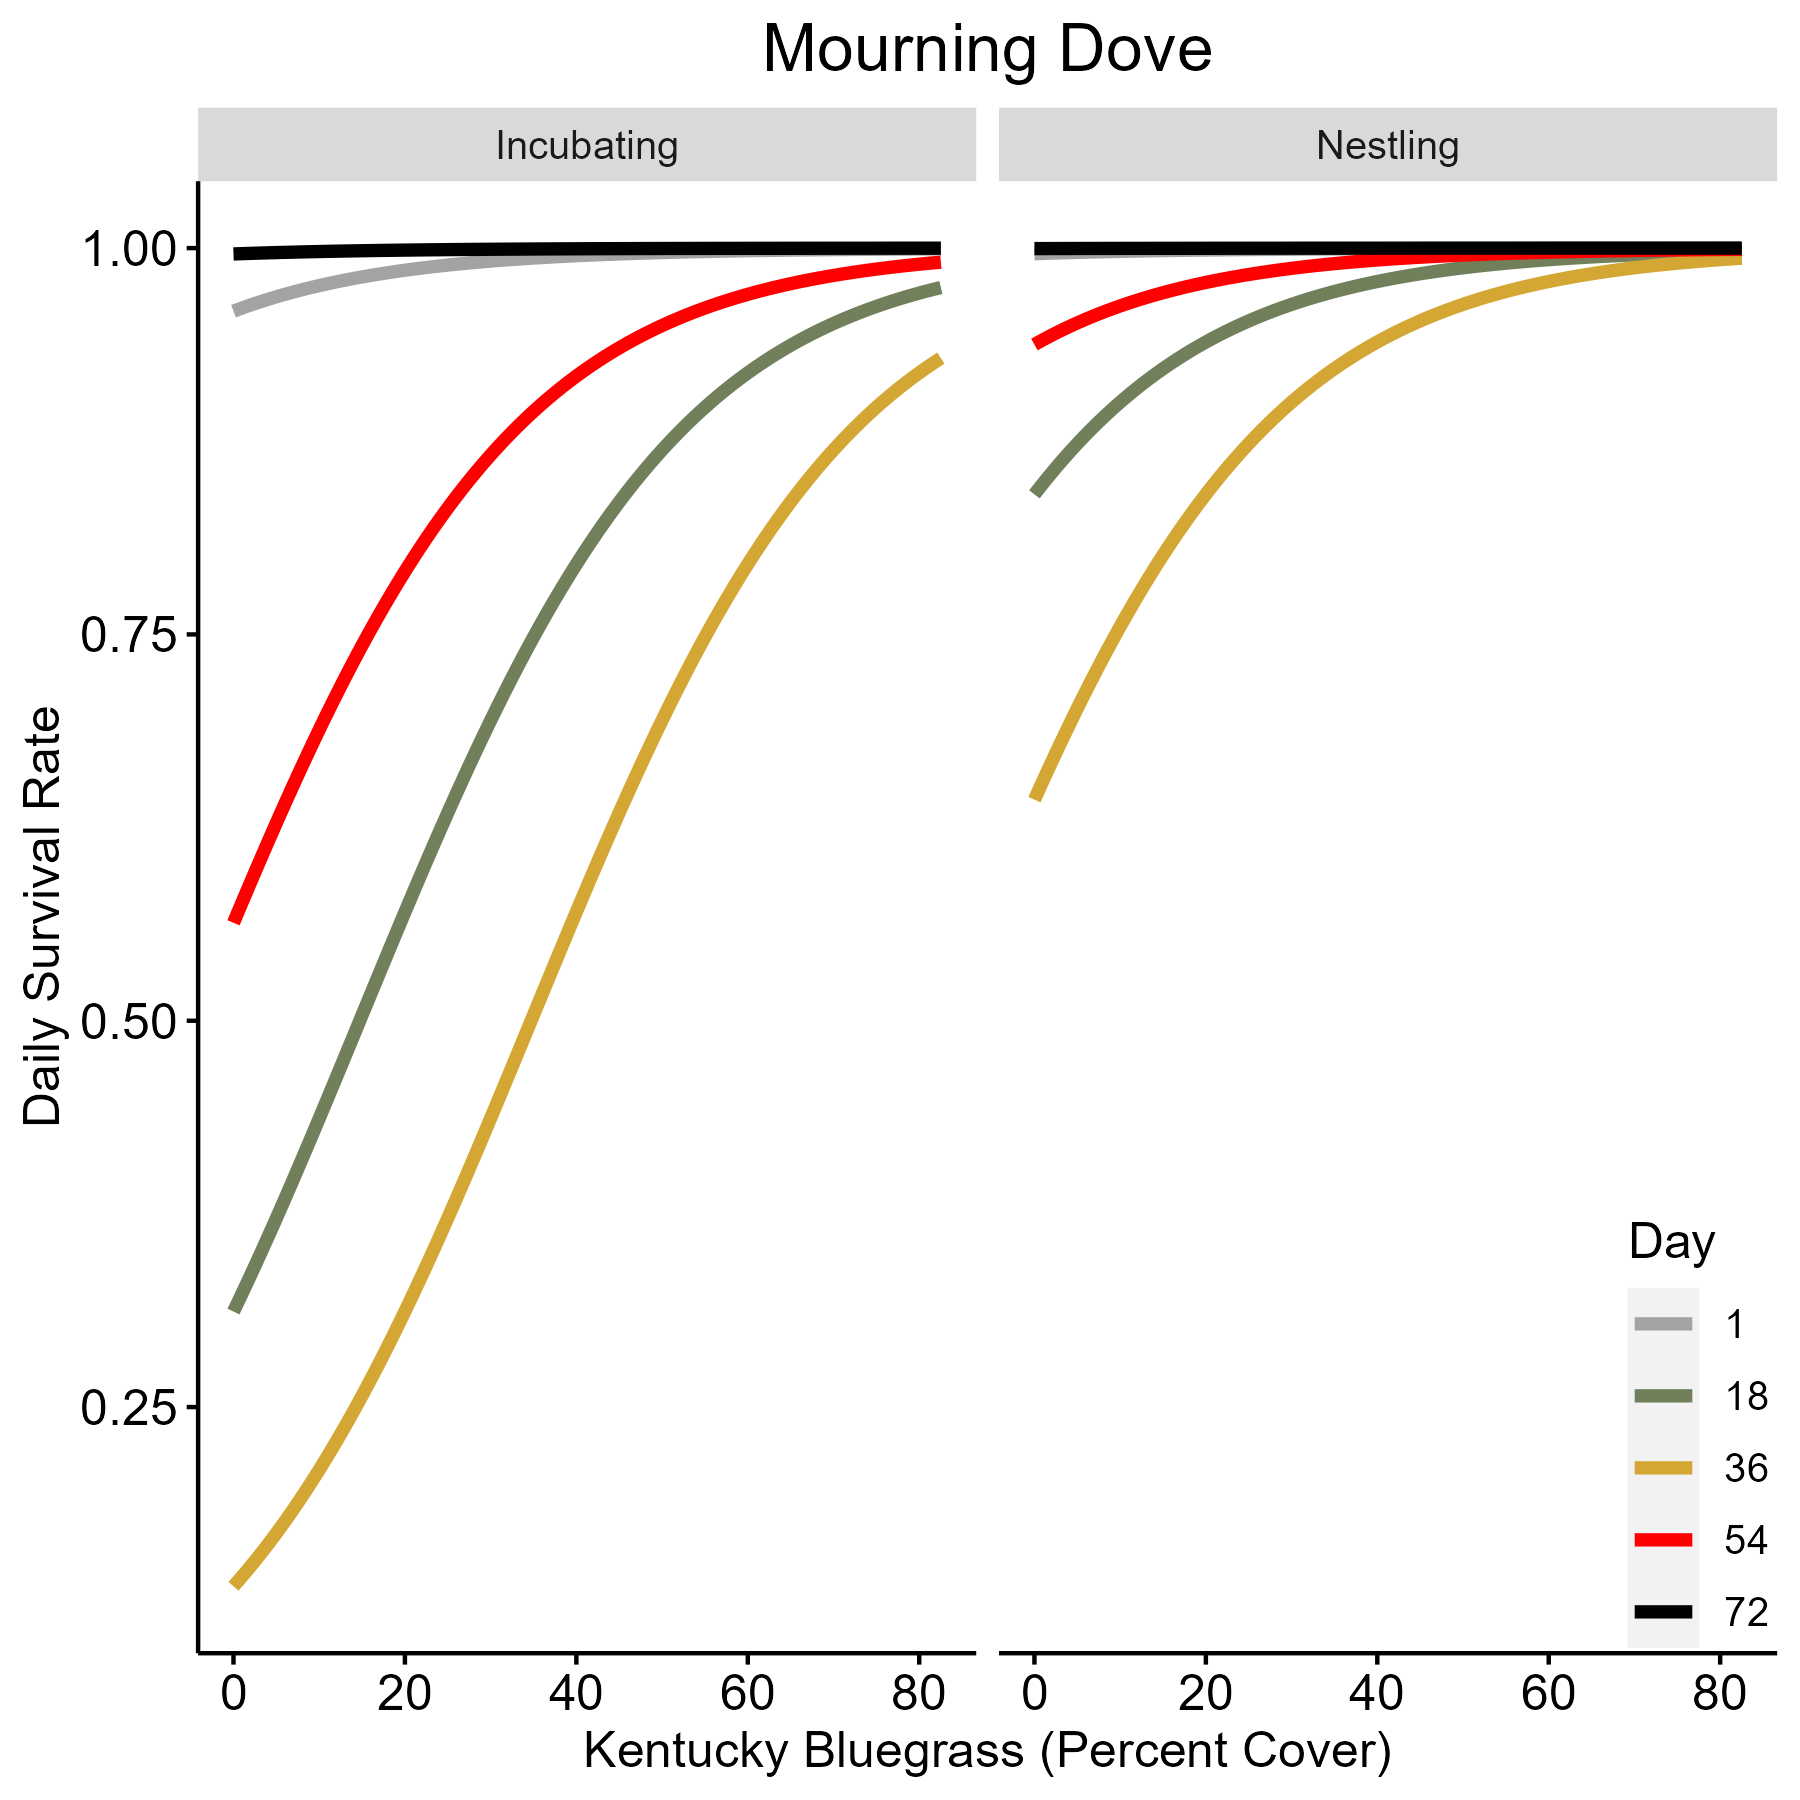 Mourning Dove
Incubating
Nestling
Daily Survival Rate
1.00
0.75
0.50
0.25
Day
1
18
36
54
72
0 20 40 60 80
0 20 40 60 80
Kentucky Bluegrass (Percent Cover)